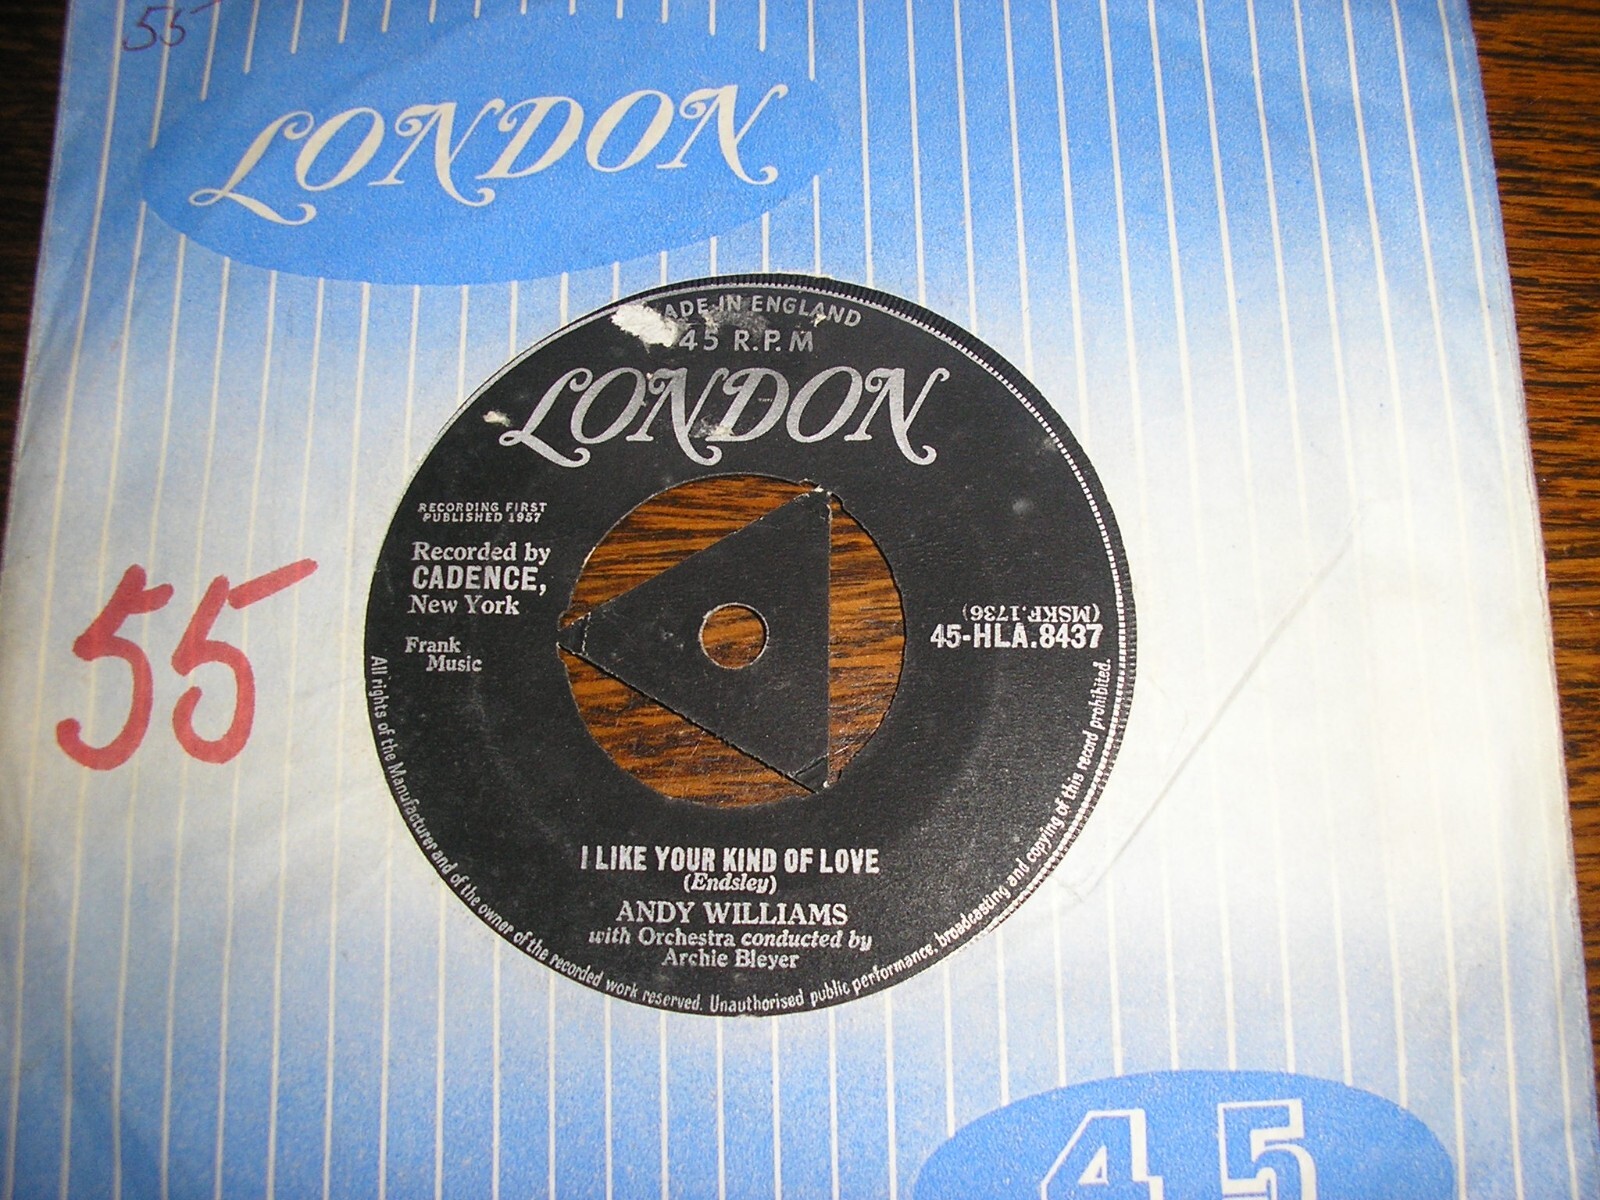 55
LONDON
MADE IN ENGLAND
45 R.P.M
LONDON
RECORDING FIRST
PUBLISHED 1957
Recorded by
CADENCE,
New York
Frank
Music
(MSKF.1736)
45-HLA.8437
55
I LIKE YOUR KIND OF LOVE
(Endsley)
ANDY WILLIAMS
with Orchestra conducted by
Archie Bleyer
All rights of the Manufacturer and of the owner of the recorded work reserved. Unauthorised public performance, broadcasting and copying of this record prohibited.
45